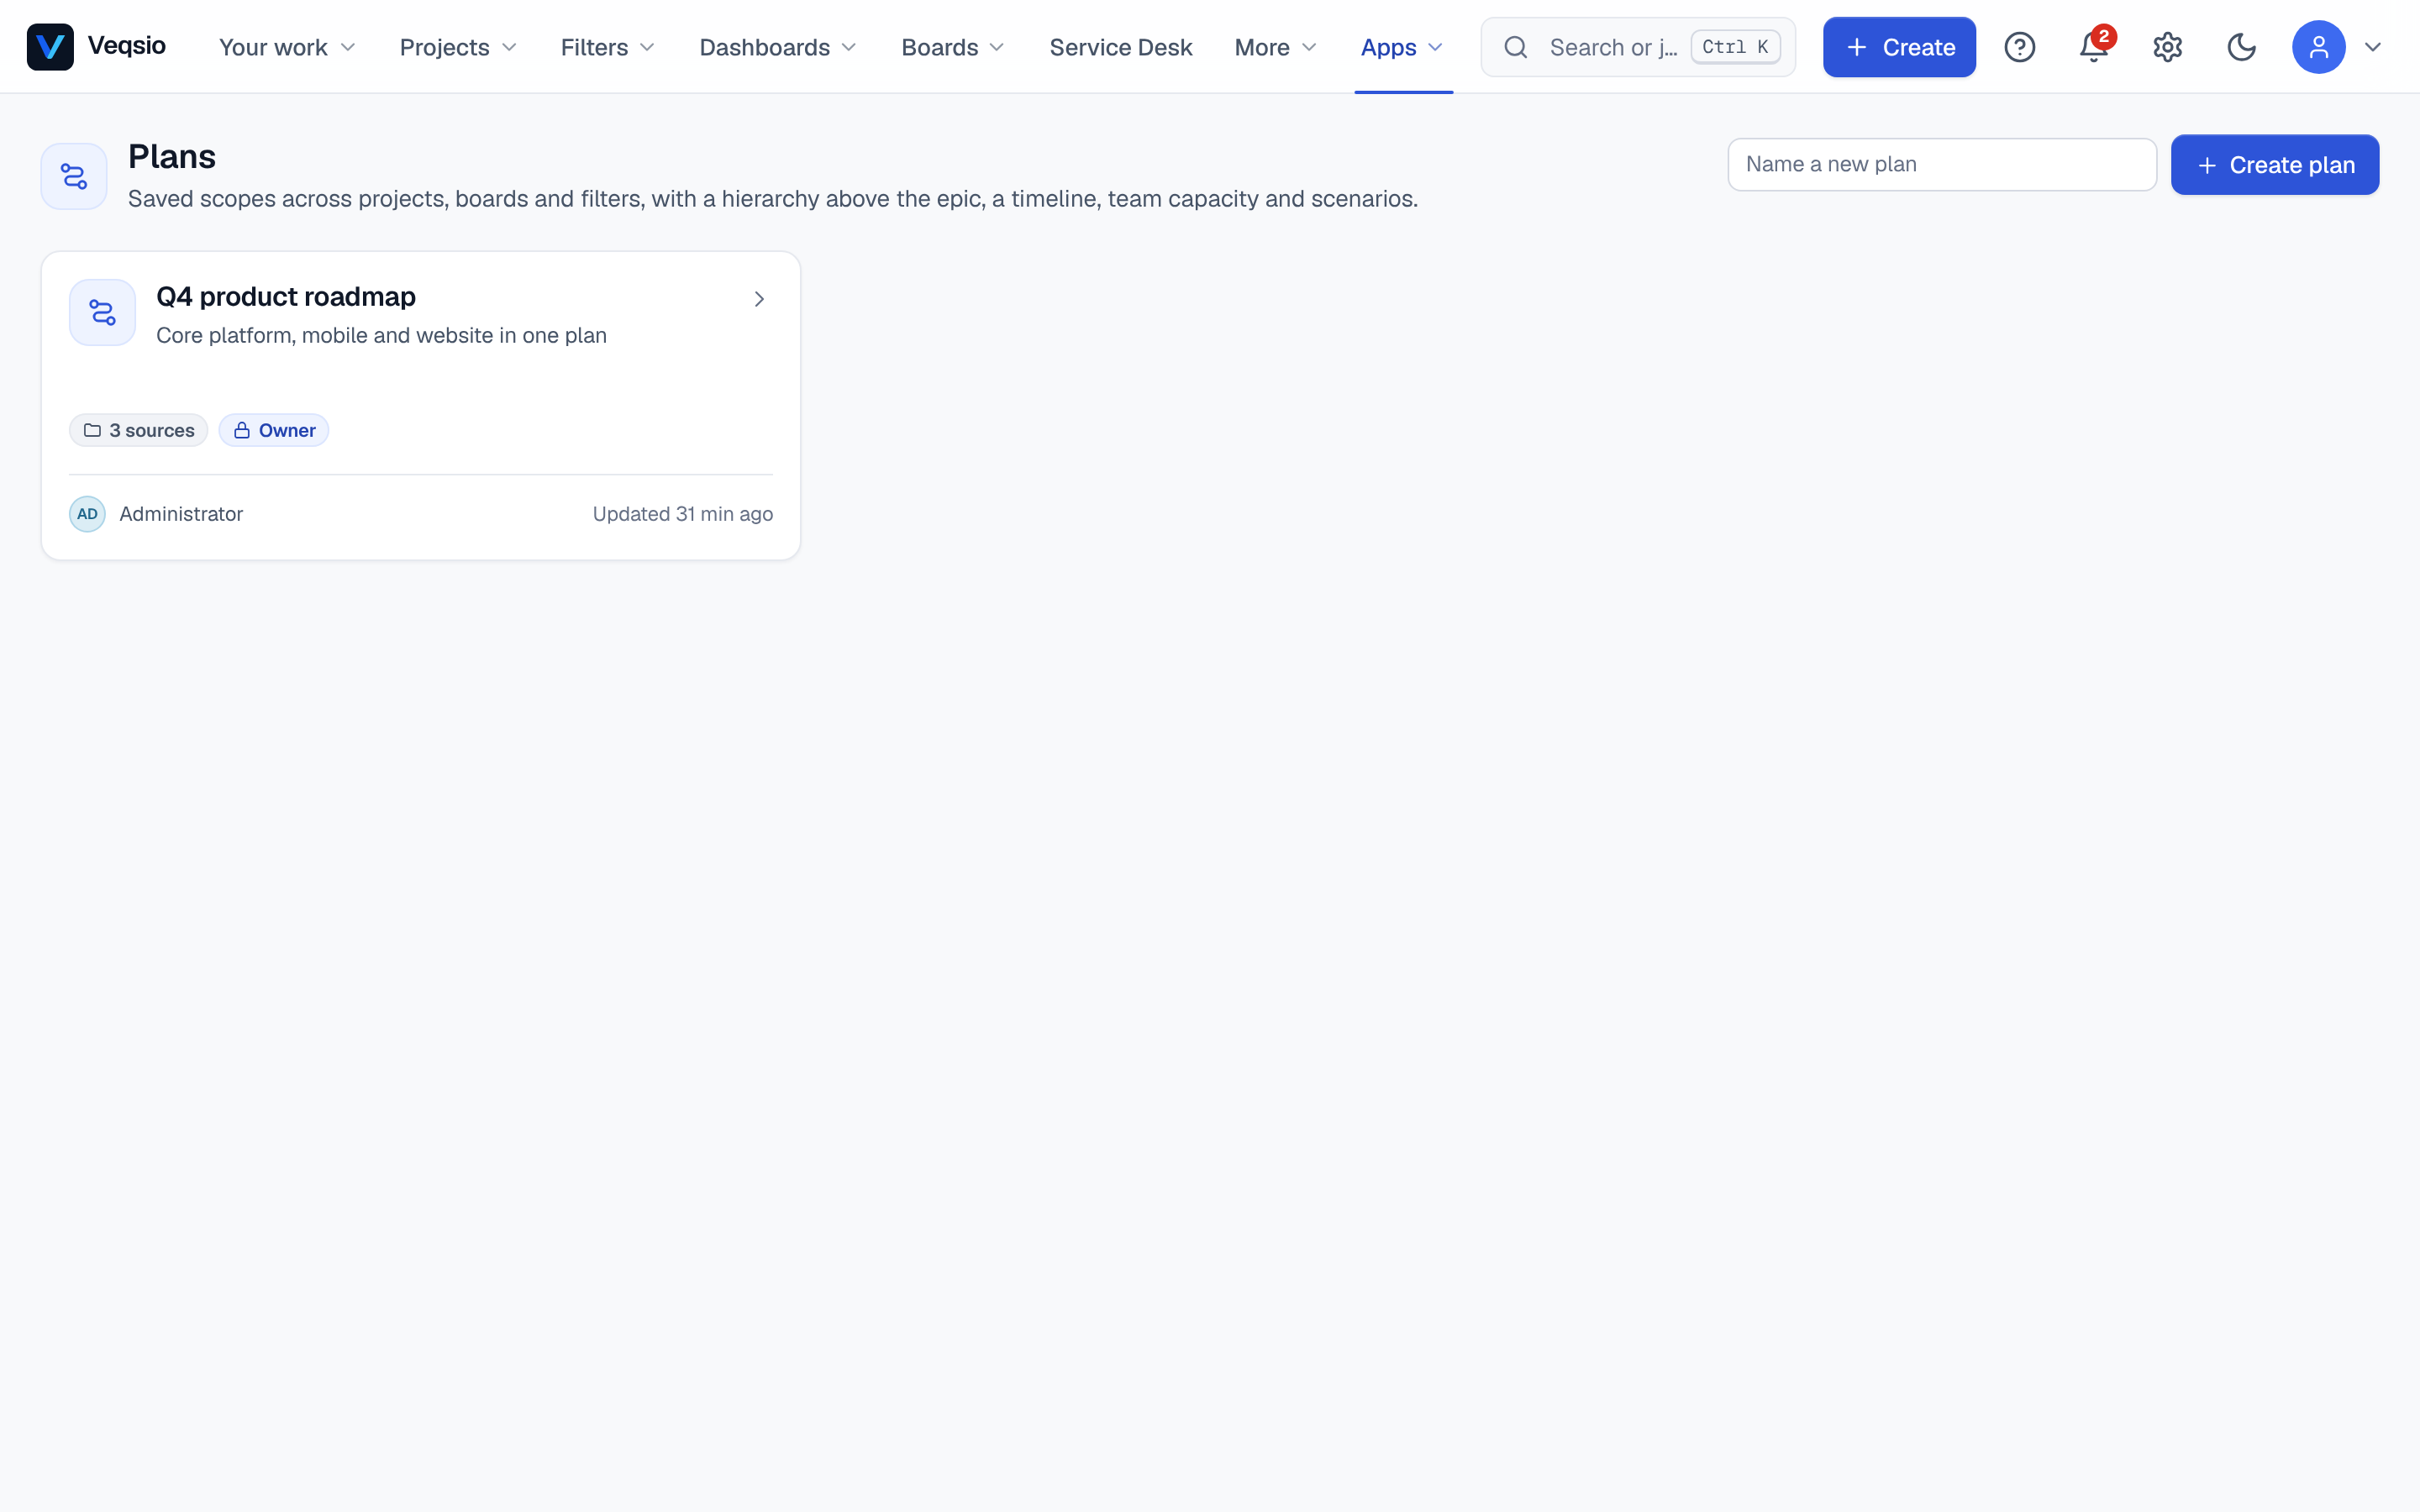 Veqsio Your work Projects Filters Dashboards Boards Service Desk More Apps Search or j... Ctrl K Create 2
Plans
Saved scopes across projects, boards and filters, with a hierarchy above the epic, a timeline, team capacity and scenarios.
Name a new plan
Create plan
Q4 product roadmap
Core platform, mobile and website in one plan
3 sources Owner
AD Administrator Updated 31 min ago